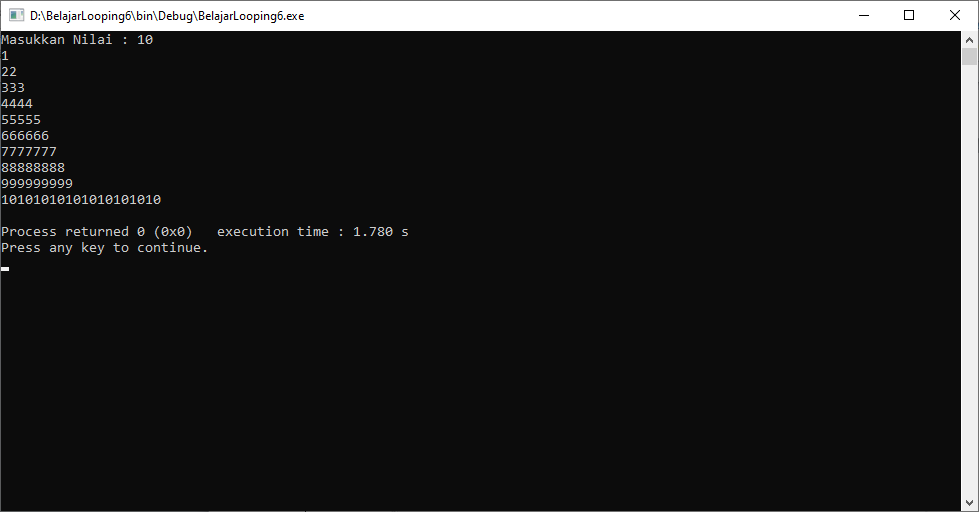 D:\BelajarLooping6\bin\Debug\BelajarLooping6.exe
Masukkan Nilai : 10
1
22
333
4444
55555
666666
7777777
88888888
999999999
10101010101010101010
Process returned 0 (0x0)   execution time : 1.780 s
Press any key to continue.